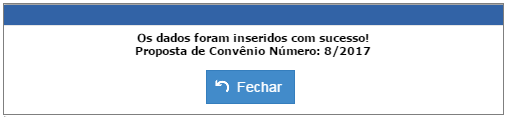 Os dados foram inseridos com sucesso!
Proposta de Convênio Número: 8/2017
Fechar